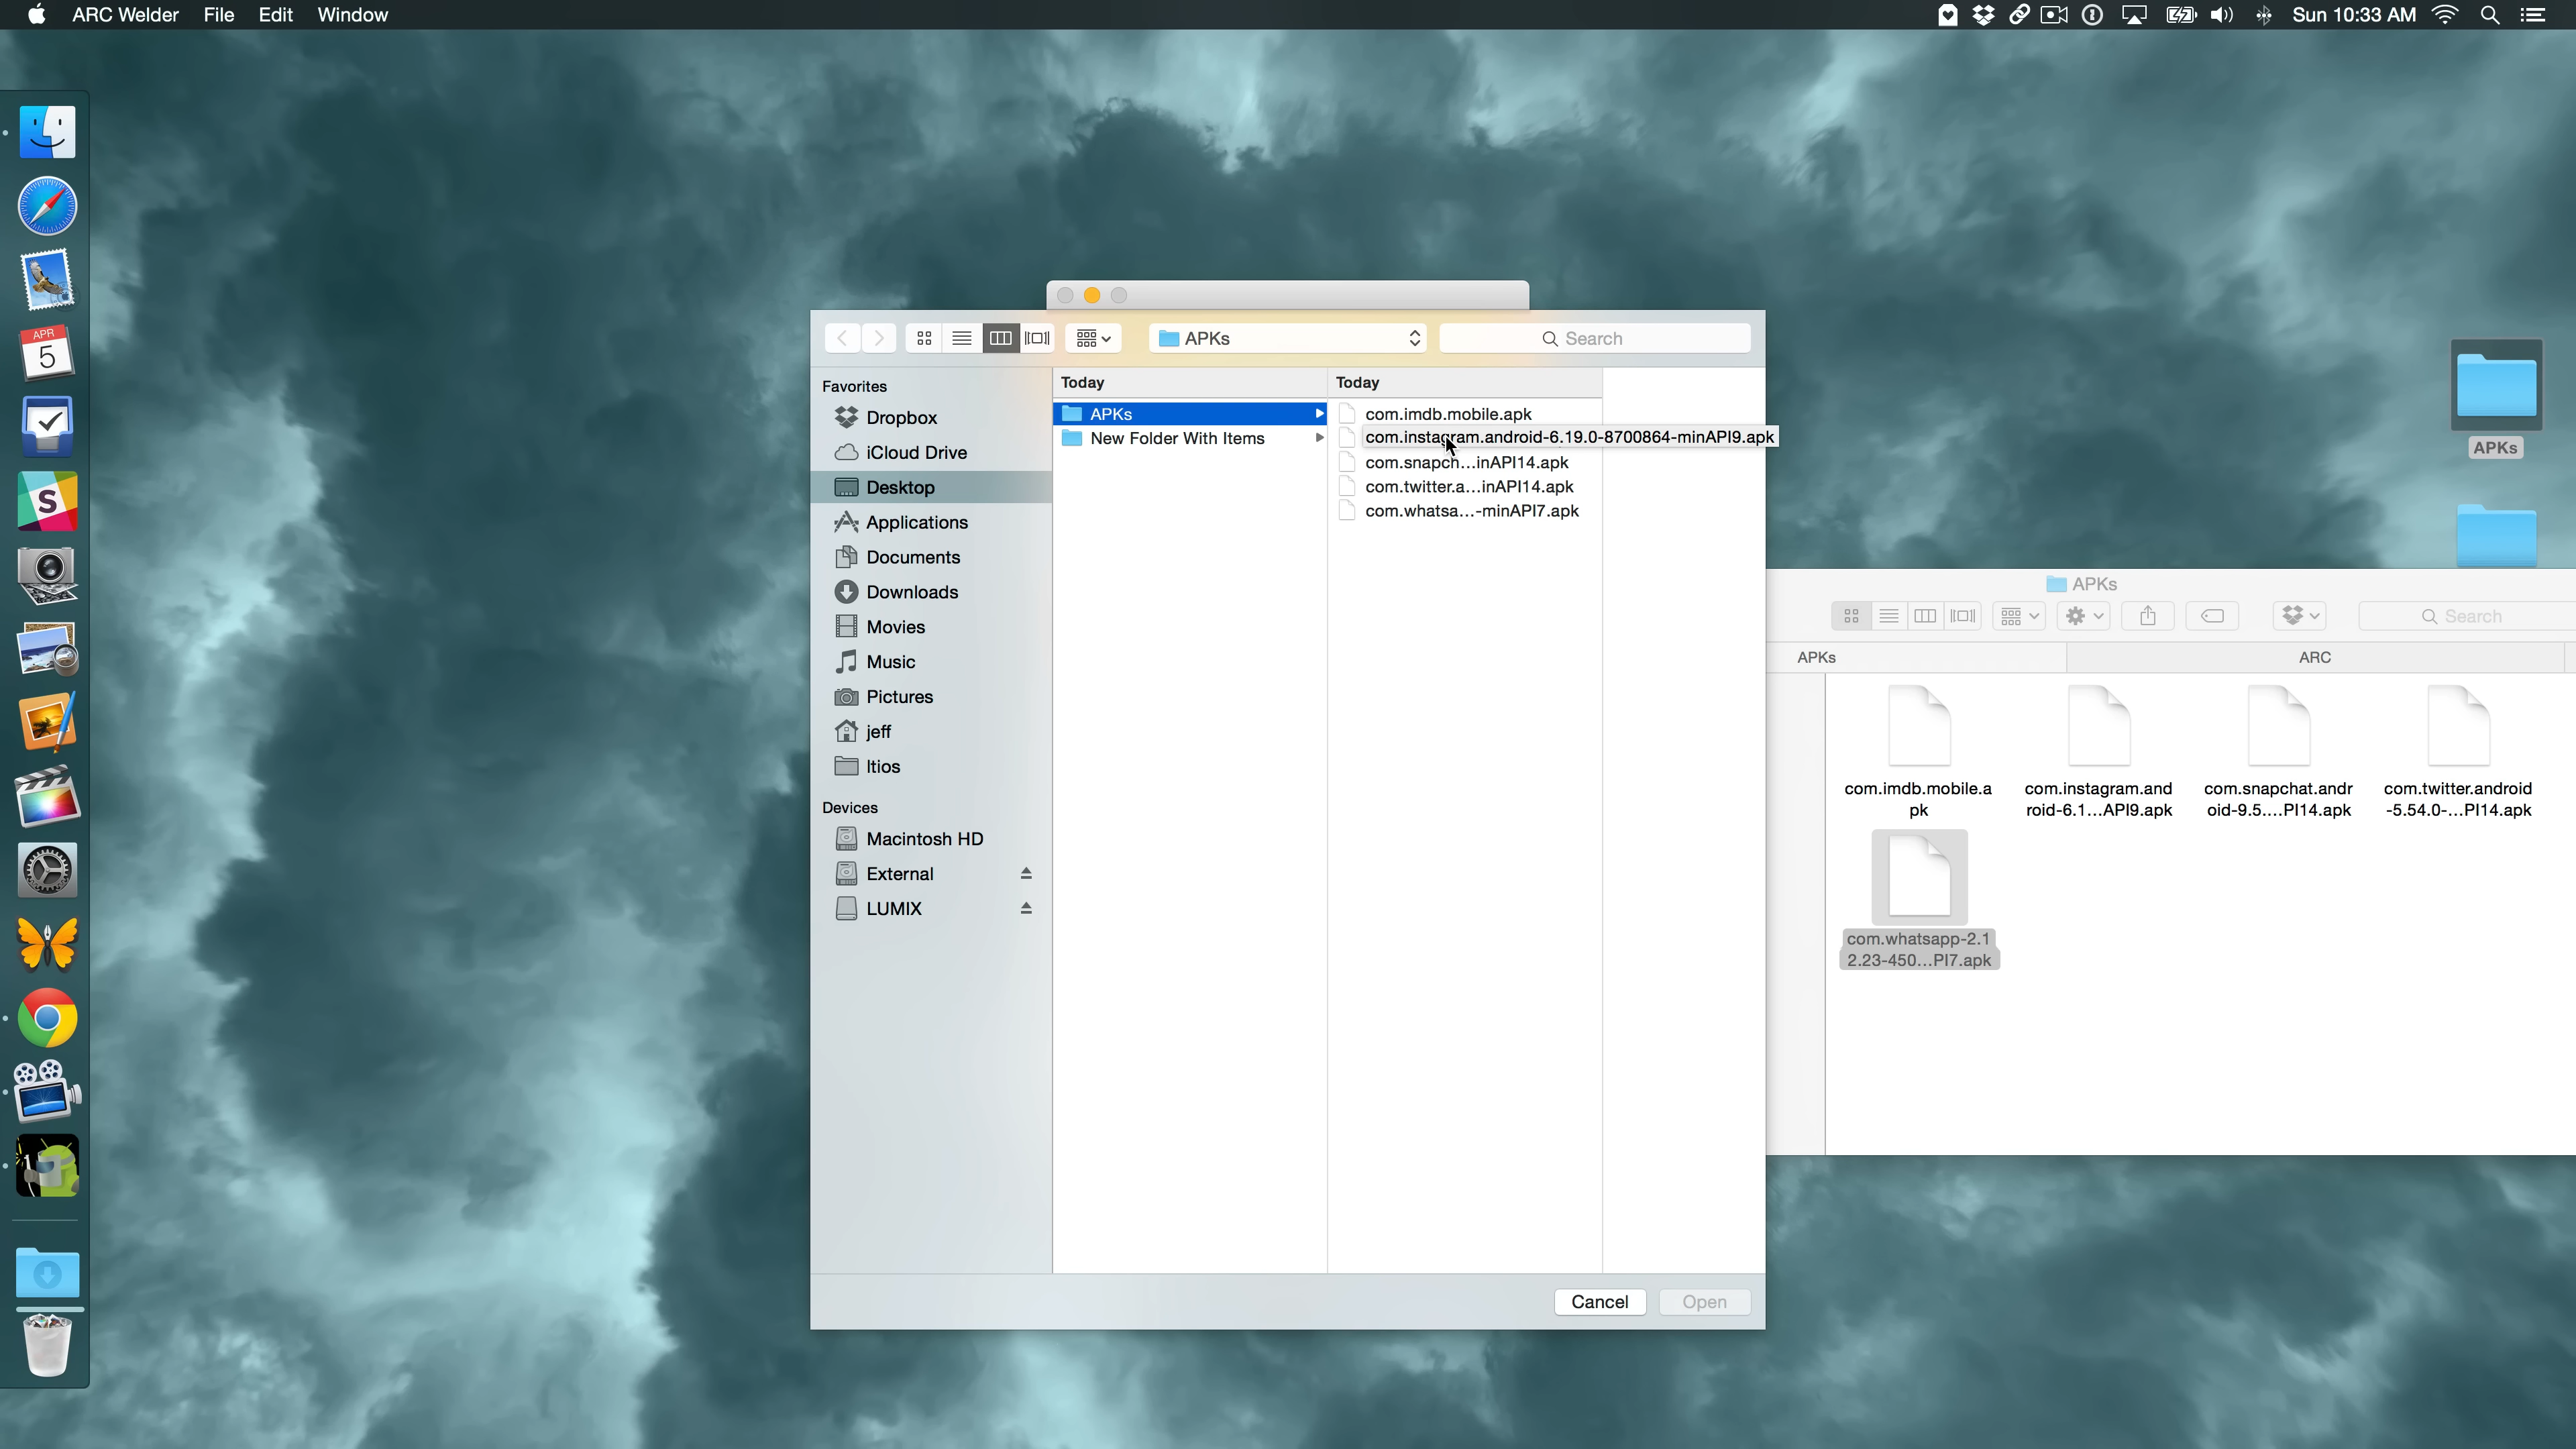 ARC Welder File Edit Window
Sun 10:33 AM
APR
5
S
APKs
Search
Favorites
Dropbox
iCloud Drive
Desktop
Applications
Documents
Downloads
Movies
Music
Pictures
jeff
ltios
Devices
Macintosh HD
External
LUMIX
Today
APKs
New Folder With Items
Today
com.imdb.mobile.apk
com.instagram.android-6.19.0-8700864-minAPI9.apk
com.snapch...inAPI14.apk
com.twitter.a...inAPI14.apk
com.whatsa...-minAPI7.apk
Cancel Open
APKs
APKs
Search
APKs ARC
com.imdb.mobile.a
pk
com.instagram.and
roid-6.1...API9.apk
com.snapchat.andr
oid-9.5....PI14.apk
com.twitter.android
-5.54.0-...PI14.apk
com.whatsapp-2.1
2.23-450...PI7.apk